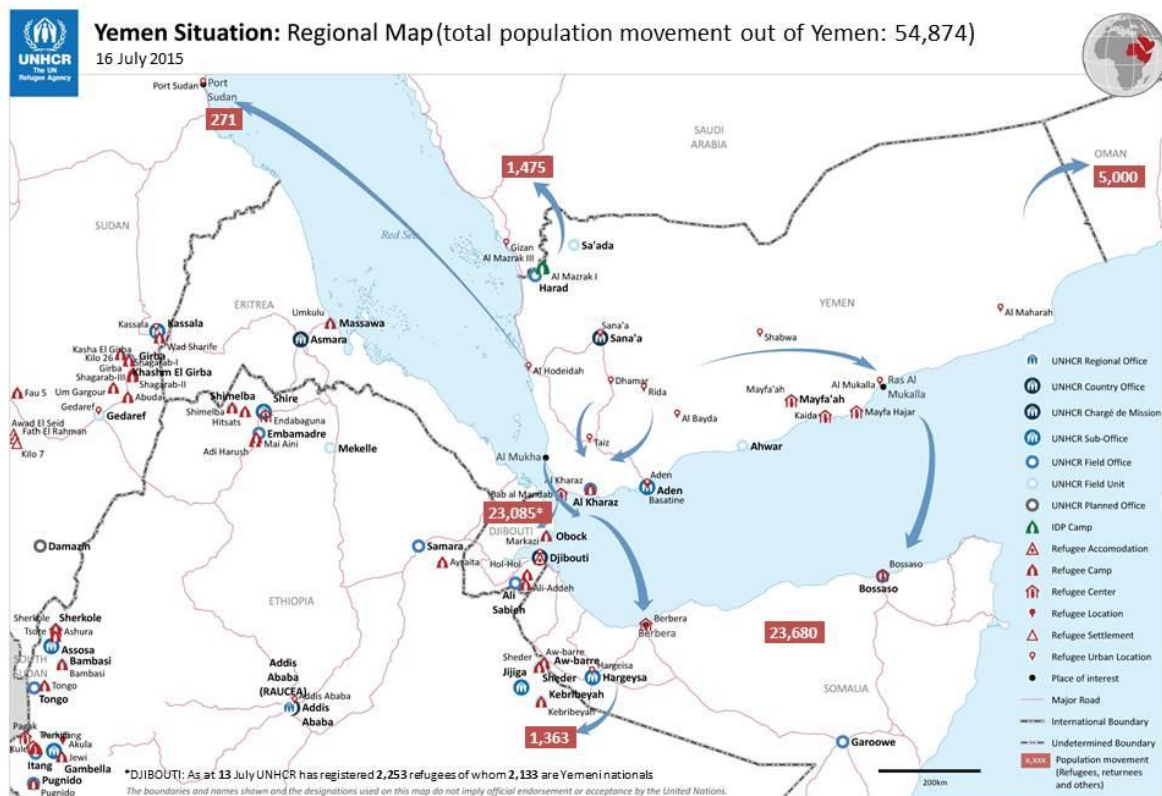 UNHCR
The UN
Refugee Agency
Yemen Situation: Regional Map (total population movement out of Yemen: 54,874)
16 July 2015
Port Sudan
Port
Sudan
271
SAUDI
ARABIA
OMAN
5,000
1,475
SUDAN
Red Sea
Gizan
Al Mazrak III
Sa'ada
Al Mazrak I
Harad
ERITREA
YEMEN
Al Maharah
Umkulu
Massawa
Kassala
Kassala
Wad Sharife
Asmara
Sana'a
Sana'a
Shabwa
Kasha El Girba
Kilo 26
Girba
Shagarab-I
Girba
Khashm El Girba
Shagarab-III
Shagarab-II
Um Gargour
Abuda
Fau 5
Gedaref
Gedaref
Awad El Seid
Fath El Rahman
Kilo 7
Al Hodeidah
Dhamar
Rida
Al Bayda
Al Mukalla
Ras Al
Mukalla
Mayfa'ah
Mayfa'ah
Kaida
Mayfa Hajar
Shimelba
Shimelba
Hitsats
Shire
Endabaguna
Embamadre
Mai Aini
Adi Harush
Mekelle
Taiz
Al Mukha
Ahwar
Aden
Aden
Basatine
Al Kharaz
Al Kharaz
Bab al Mandab
23,085*
DJIBOUTI
Markazi
Obock
Djibouti
Damazin
Samara
Aysaita
Hol-Hol
Ali
Sabieh
Ali-Addeh
Bossaso
Bossaso
ETHIOPIA
Berbera
Berbera
23,680
Sherkole
Sherkole
Tsore
Ashura
Assosa
Bambasi
Bambasi
SOUTH
SUDAN
Tongo
Tongo
Addis
Ababa
(RAUCEA)
Addis Ababa
Addis
Ababa
Sheder
Aw-barre
Aw-barre
Jijiga
Sheder
Hargeisa
Hargeysa
Kebribeyah
Kebribeyah
SOMALIA
1,363
Garoowe
Kule
Akula
Jewi
Itang
Gambella
Pugnido
Pugnido
UNHCR Regional Office
UNHCR Country Office
UNHCR Chargé de Mission
UNHCR Sub-Office
UNHCR Field Office
UNHCR Field Unit
UNHCR Planned Office
IDP Camp
Refugee Accomodation
Refugee Camp
Refugee Center
Refugee Location
Refugee Settlement
Refugee Urban Location
Place of interest
Major Road
International Boundary
Undetermined Boundary
x,xxx
Population movement
(Refugees, returnees
and others)
200km
*DJIBOUTI: As at 13 July UNHCR has registered 2,253 refugees of whom 2,133 are Yemeni nationals
The boundaries and names shown and the designations used on this map do not imply official endorsement or acceptance by the United Nations.